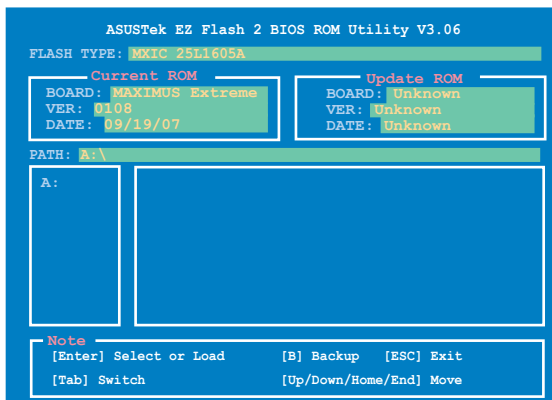 ASUSTek EZ Flash 2 BIOS ROM Utility V3.06
FLASH TYPE: MXIC 25L1605A
Current ROM
BOARD: MAXIMUS Extreme
VER: 0108
DATE: 09/19/07
Update ROM
BOARD: Unknown
VER: Unknown
DATE: Unknown
PATH: A:\
A:
Note
[Enter] Select or Load [B] Backup [ESC] Exit
[Tab] Switch [Up/Down/Home/End] Move